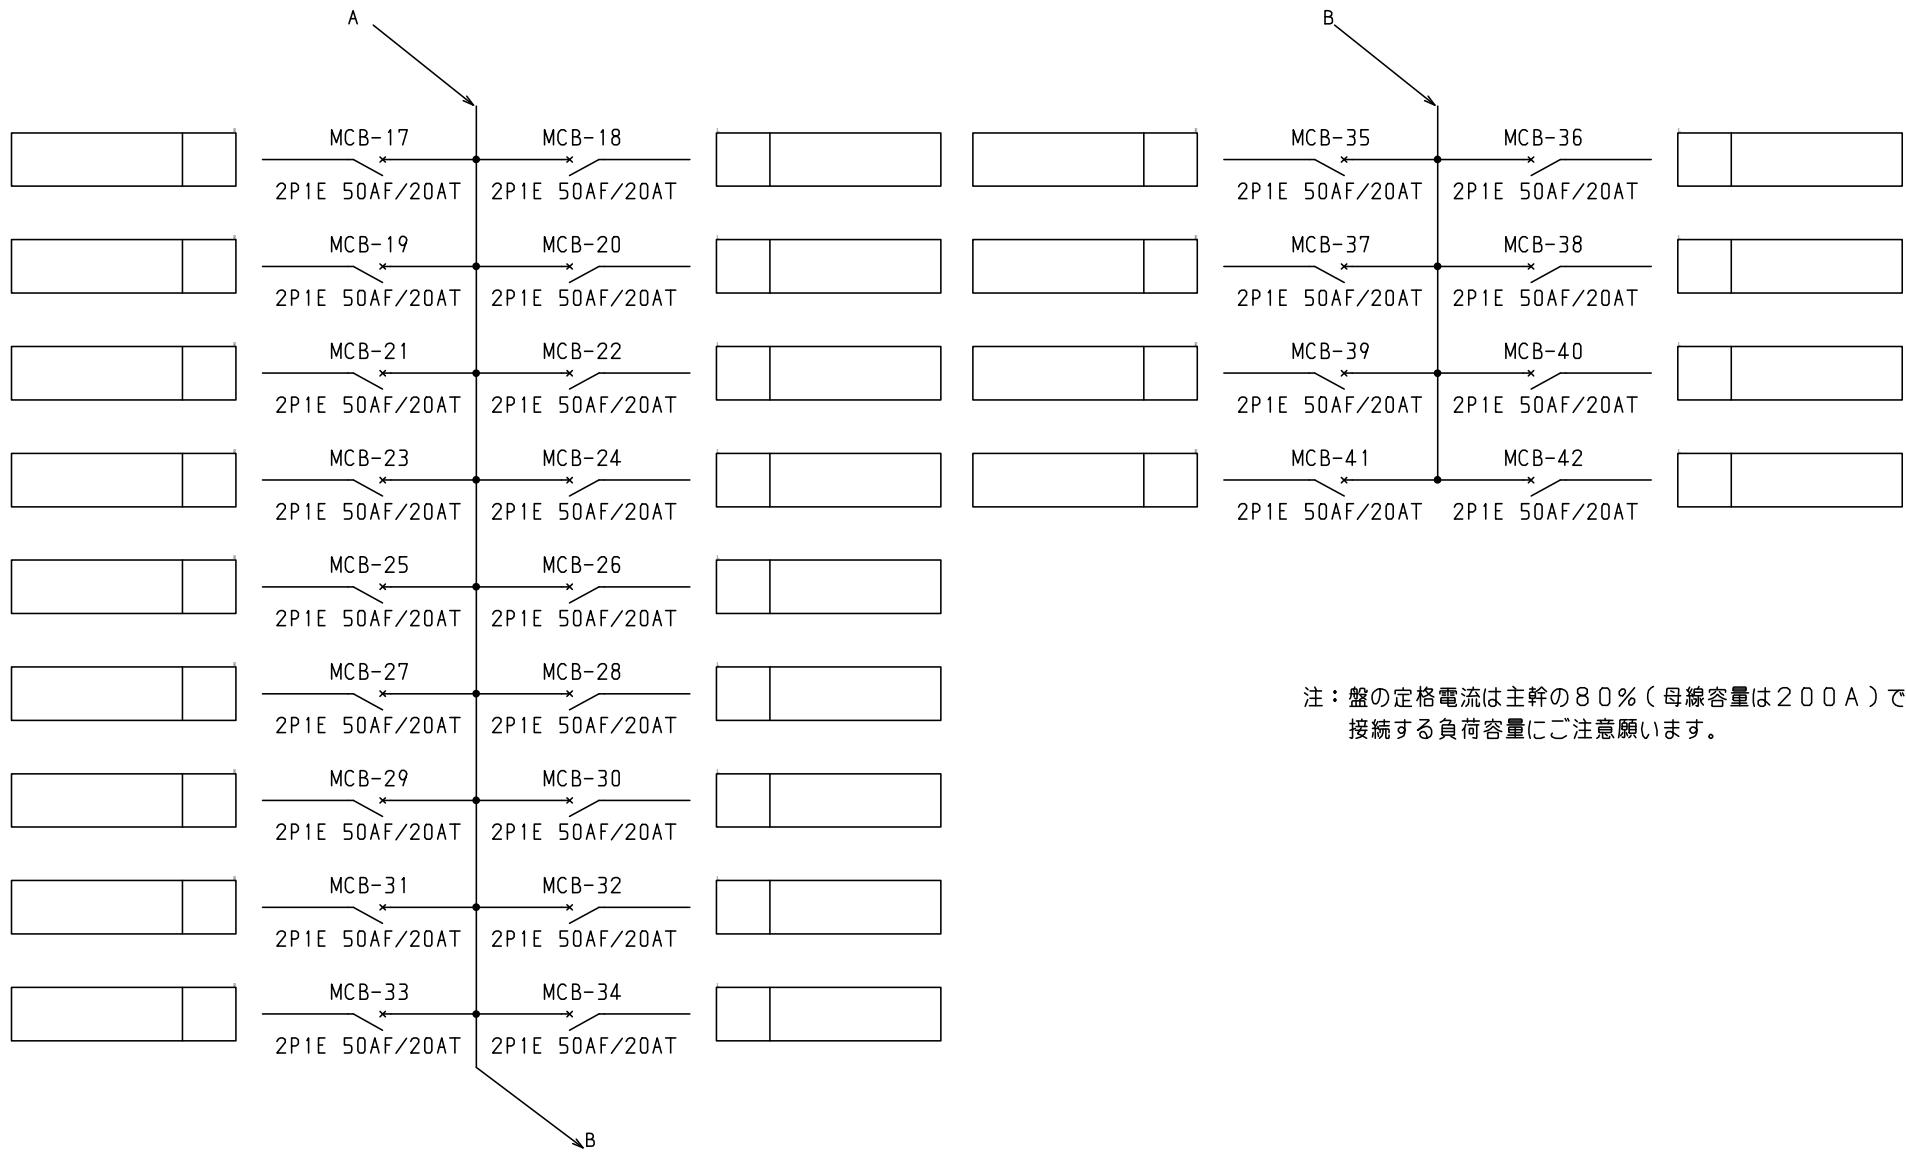 A
MCB-17 MCB-18
2P1E 50AF/20AT 2P1E 50AF/20AT
MCB-19 MCB-20
2P1E 50AF/20AT 2P1E 50AF/20AT
MCB-21 MCB-22
2P1E 50AF/20AT 2P1E 50AF/20AT
MCB-23 MCB-24
2P1E 50AF/20AT 2P1E 50AF/20AT
MCB-25 MCB-26
2P1E 50AF/20AT 2P1E 50AF/20AT
MCB-27 MCB-28
2P1E 50AF/20AT 2P1E 50AF/20AT
MCB-29 MCB-30
2P1E 50AF/20AT 2P1E 50AF/20AT
MCB-31 MCB-32
2P1E 50AF/20AT 2P1E 50AF/20AT
MCB-33 MCB-34
2P1E 50AF/20AT 2P1E 50AF/20AT
B
B
MCB-35 MCB-36
2P1E 50AF/20AT 2P1E 50AF/20AT
MCB-37 MCB-38
2P1E 50AF/20AT 2P1E 50AF/20AT
MCB-39 MCB-40
2P1E 50AF/20AT 2P1E 50AF/20AT
MCB-41 MCB-42
2P1E 50AF/20AT 2P1E 50AF/20AT
注：盤の定格電流は主幹の８０％（母線容量は２００Ａ）で
接続する負荷容量にご注意願います。